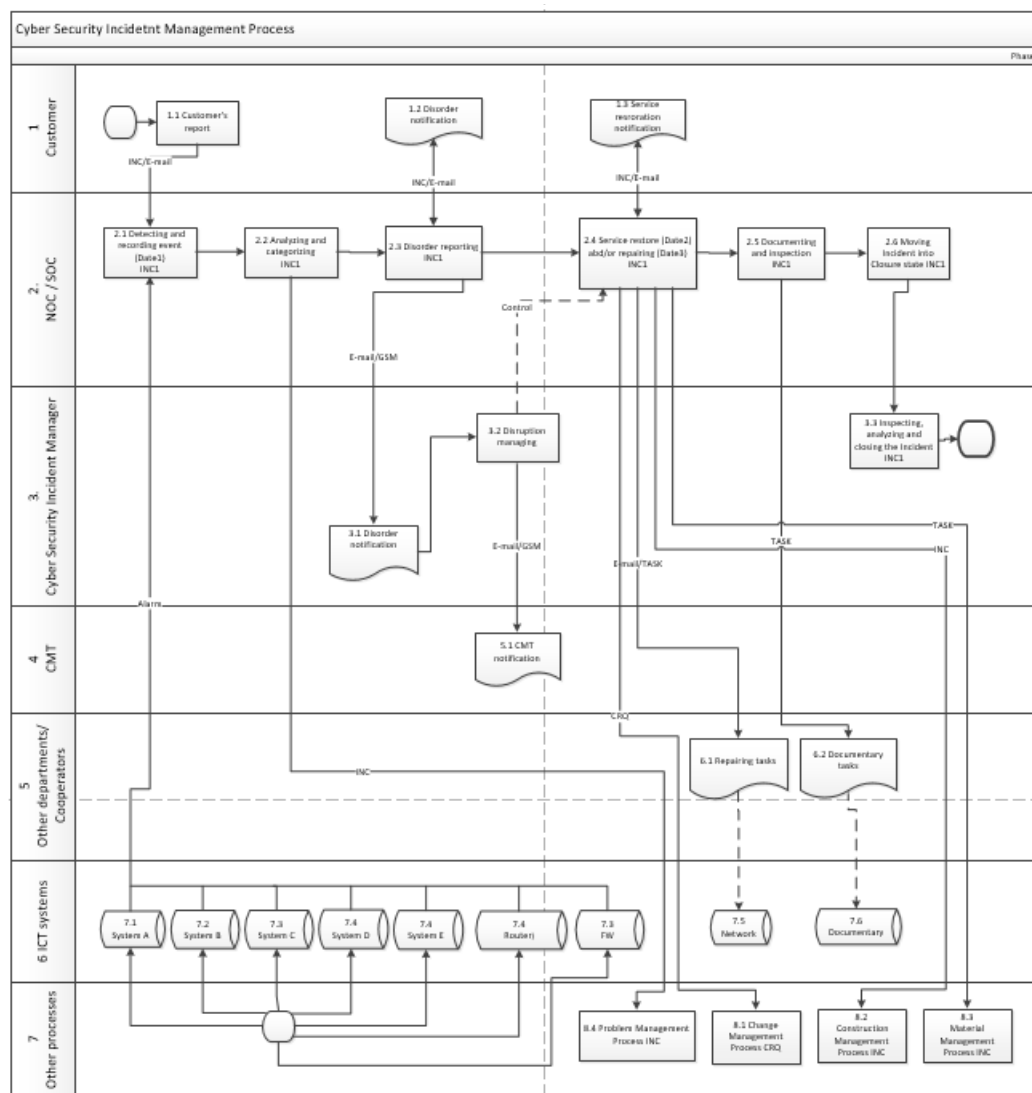 Cyber Security Incidetnt Management Process
Phase
1
Customer
1.1 Customer's
report
1.2 Disorder
notification
1.3 Service
resroration
notification
INC/E-mail
INC/E-mail
INC/E-mail
2.
NOC / SOC
2.1 Detecting and
recording event
(Date1)
INC1
2.2 Analyzing and
categorizing
INC1
2.3 Disorder reporting
INC1
2.4 Service restore (Date2)
abd/or repairing (Date3)
INC1
2.5 Documenting
and inspection
INC1
2.6 Moving
Incident into
Closure state INC1
Control
E-mail/GSM
3.
Cyber Security Incident Manager
3.2 Disruption
managing
3.3 Inspecting,
analyzing and
closing the Incident
INC1
3.1 Disorder
notification
E-mail/GSM
TASK
TASK
INC
E-mail/TASK
Alarm
4
CMT
5.1 CMT
notification
CRQ
5
Other departments/
Cooperators
6.1 Repairing tasks
6.2 Documentary
tasks
INC
6 ICT systems
7.1
System A
7.2
System B
7.3
System C
7.4
System D
7.4
System E
7.4
Router)
7.3
FW
7.5
Network
7.6
Documentary
7
Other processes
8.4 Problem Management
Process INC
8.1 Change
Management
Process CRQ
8.2
Construction
Management
Process INC
8.3
Material
Management
Process INC